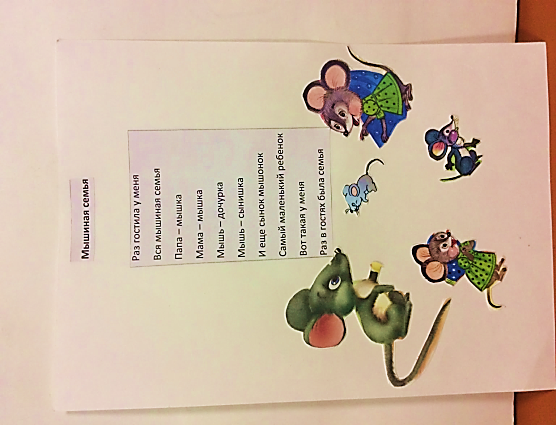 Мышиная семья
Раз гостила у меня
Вся мышиная семья
Папа – мышка
Мама – мышка
Мышь – дочурка
Мышь – сынишка
И еще сынок мышонок
Самый маленький ребенок
Вот такая у меня
Раз в гостях была семья